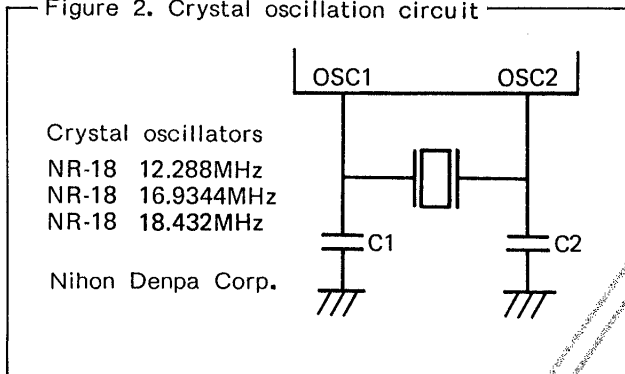 Figure 2. Crystal oscillation circuit
OSC1 OSC2
Crystal oscillators
NR-18 12.288MHz
NR-18 16.9344MHz
NR-18 18.432MHz
C1 C2
Nihon Denpa Corp.